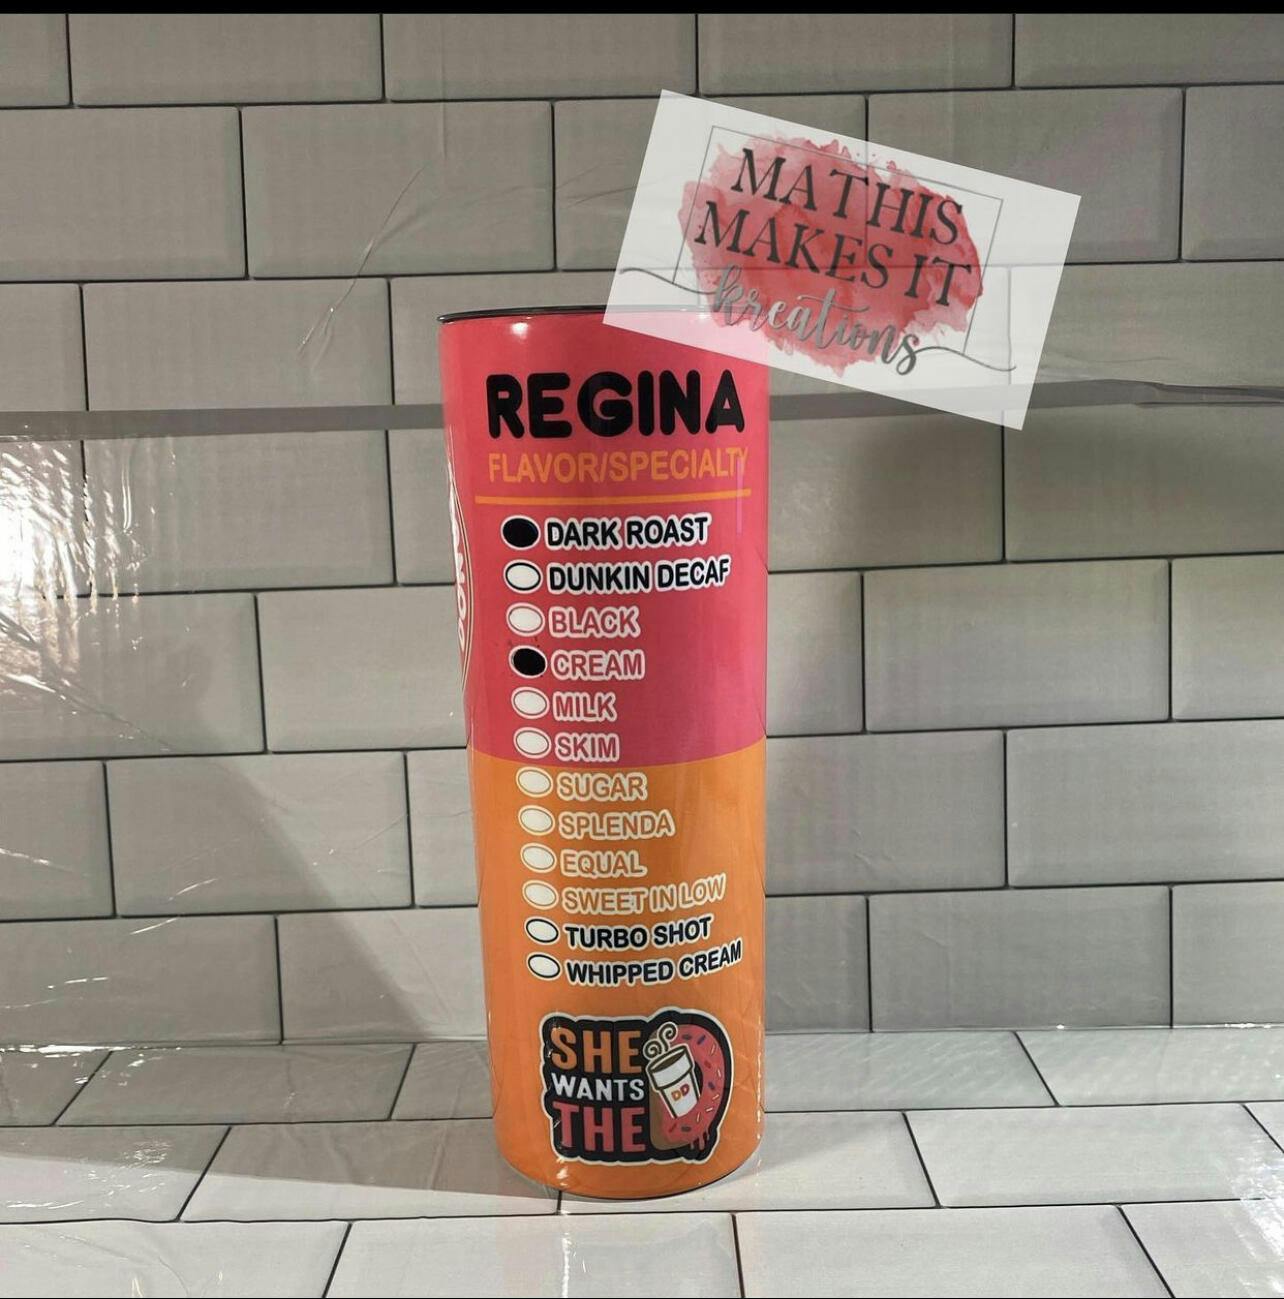 MATHIS
MAKES IT
kreations
REGINA
FLAVOR/SPECIALTY
DARK ROAST
DUNKIN DECAF
BLACK
CREAM
MILK
SKIM
SUGAR
SPLENDA
EQUAL
SWEET IN LOW
TURBO SHOT
WHIPPED CREAM
SHE
WANTS
THE
DD